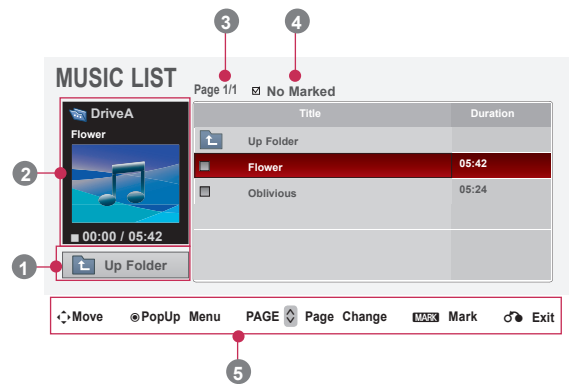 3 4
MUSIC LIST
Page 1/1 ☑ No Marked
DriveA
Flower
00:00 / 05:42
Title Duration
Up Folder
Flower 05:42
Oblivious 05:24
2
1
Up Folder
Move PopUp Menu PAGE Page Change MARK Mark Exit
5